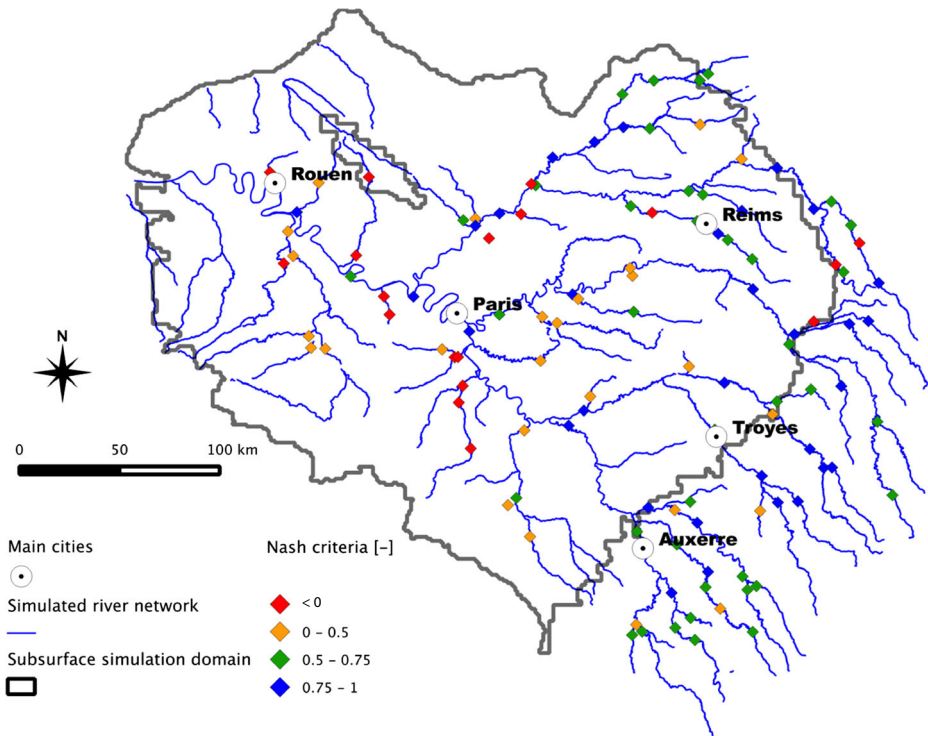 Rouen
Reims
Paris
N
0 50 100 km
Troyes
Auxerre
Main cities
Simulated river network
Subsurface simulation domain
Nash criteria [-]
< 0
0 - 0.5
0.5 - 0.75
0.75 - 1